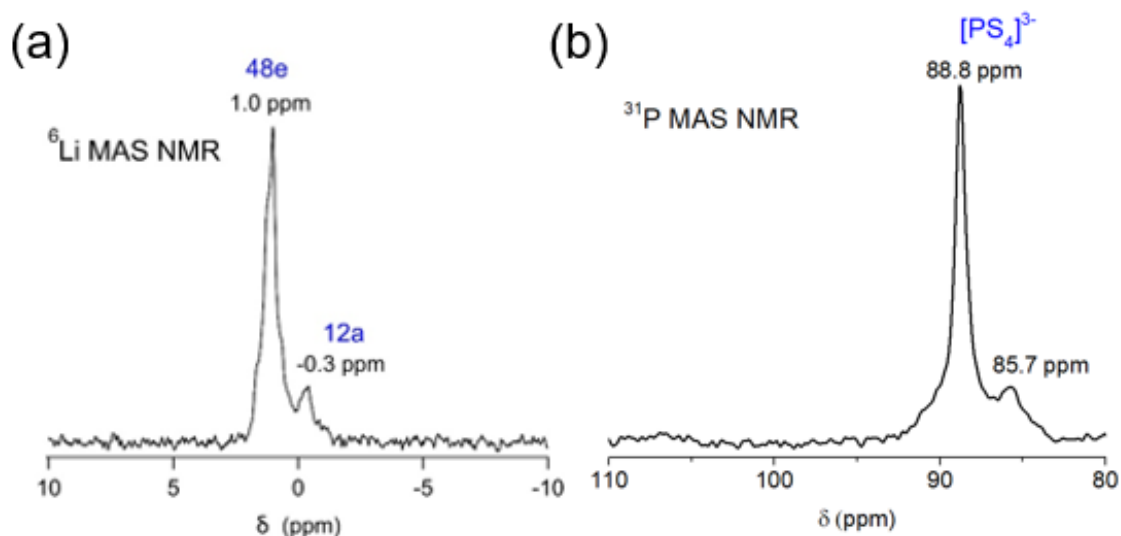 (a)
48e
1.0 ppm
⁶Li MAS NMR
12a
-0.3 ppm
10 5 0 -5 -10
δ (ppm)
(b)
[PS₄]³⁻
88.8 ppm
³¹P MAS NMR
85.7 ppm
110 100 90 80
δ (ppm)